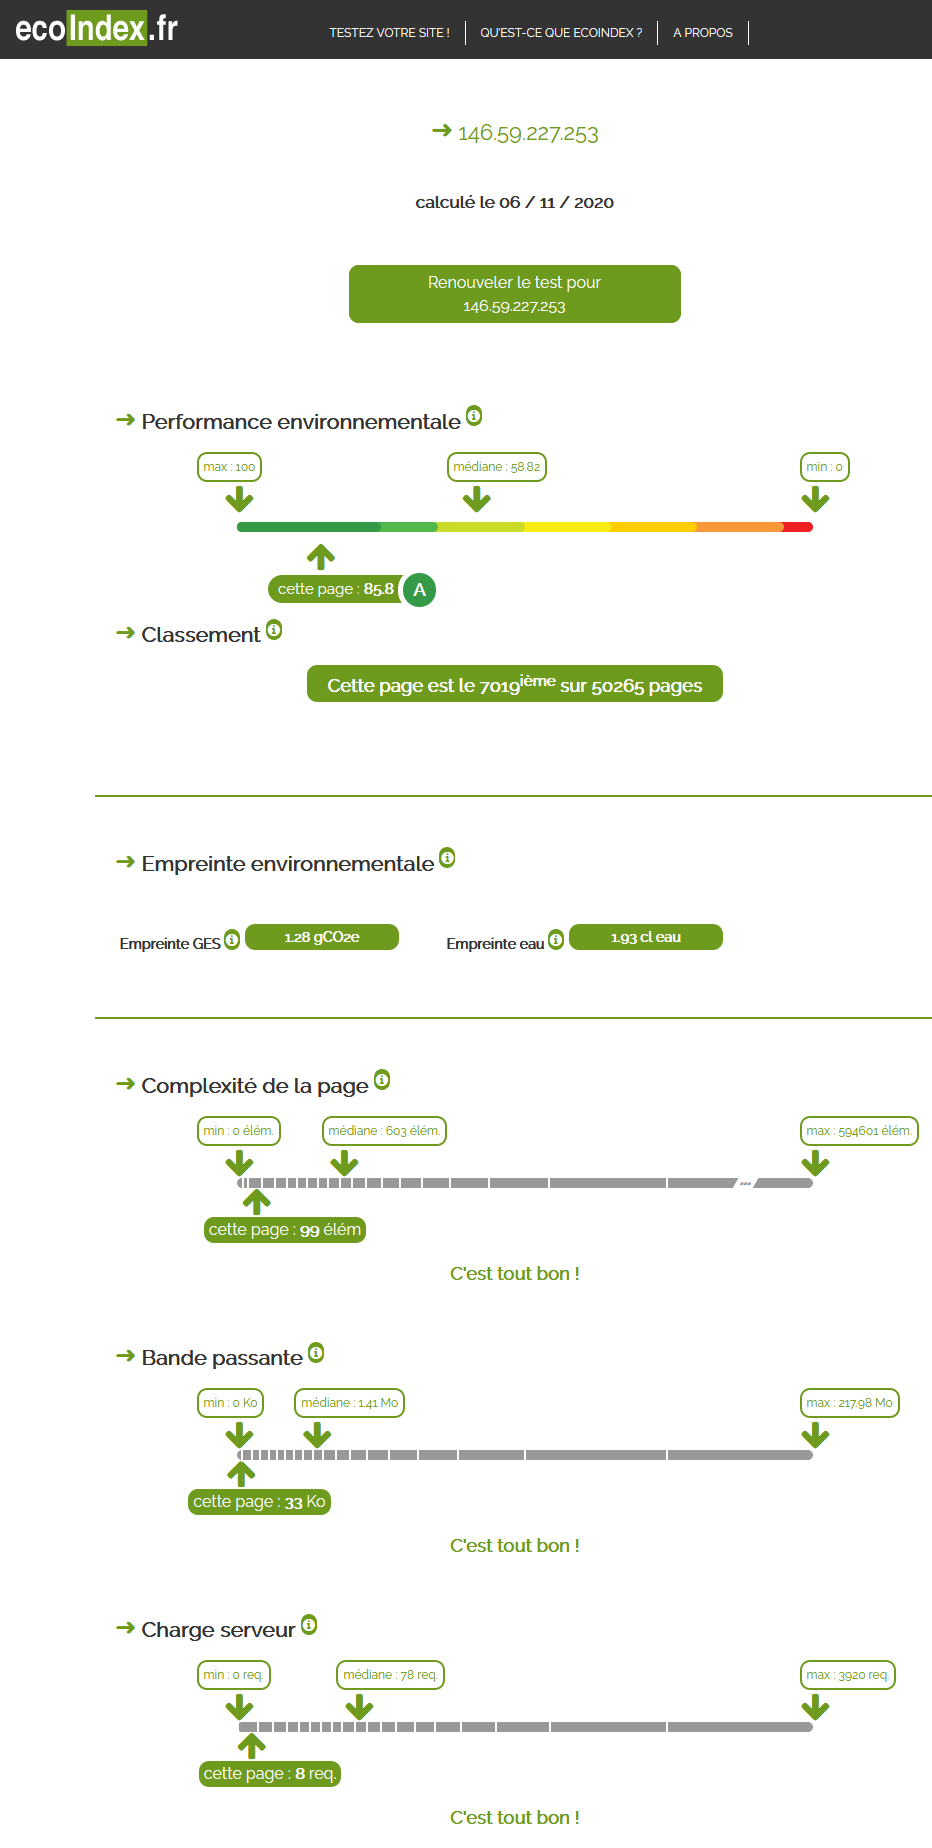 ecoIndex.fr
TESTEZ VOTRE SITE !
QU'EST-CE QUE ECOINDEX ?
A PROPOS
146.59.227.253
calculé le 06 / 11 / 2020
Renouveler le test pour
146.59.227.253
Performance environnementale
max : 100
médiane : 58.82
min : 0
cette page : 85.8 A
Classement
Cette page est le 7019ième sur 50265 pages
Empreinte environnementale
Empreinte GES
1.28 gCO2e
Empreinte eau
1.93 cl eau
Complexité de la page
min : 0 élém.
médiane : 603 élém.
max : 594601 élém.
cette page : 99 élém
C'est tout bon !
Bande passante
min : 0 Ko
médiane : 1.41 Mo
max : 217.98 Mo
cette page : 33 Ko
C'est tout bon !
Charge serveur
min : 0 req.
médiane : 78 req.
max : 3920 req.
cette page : 8 req.
C'est tout bon !